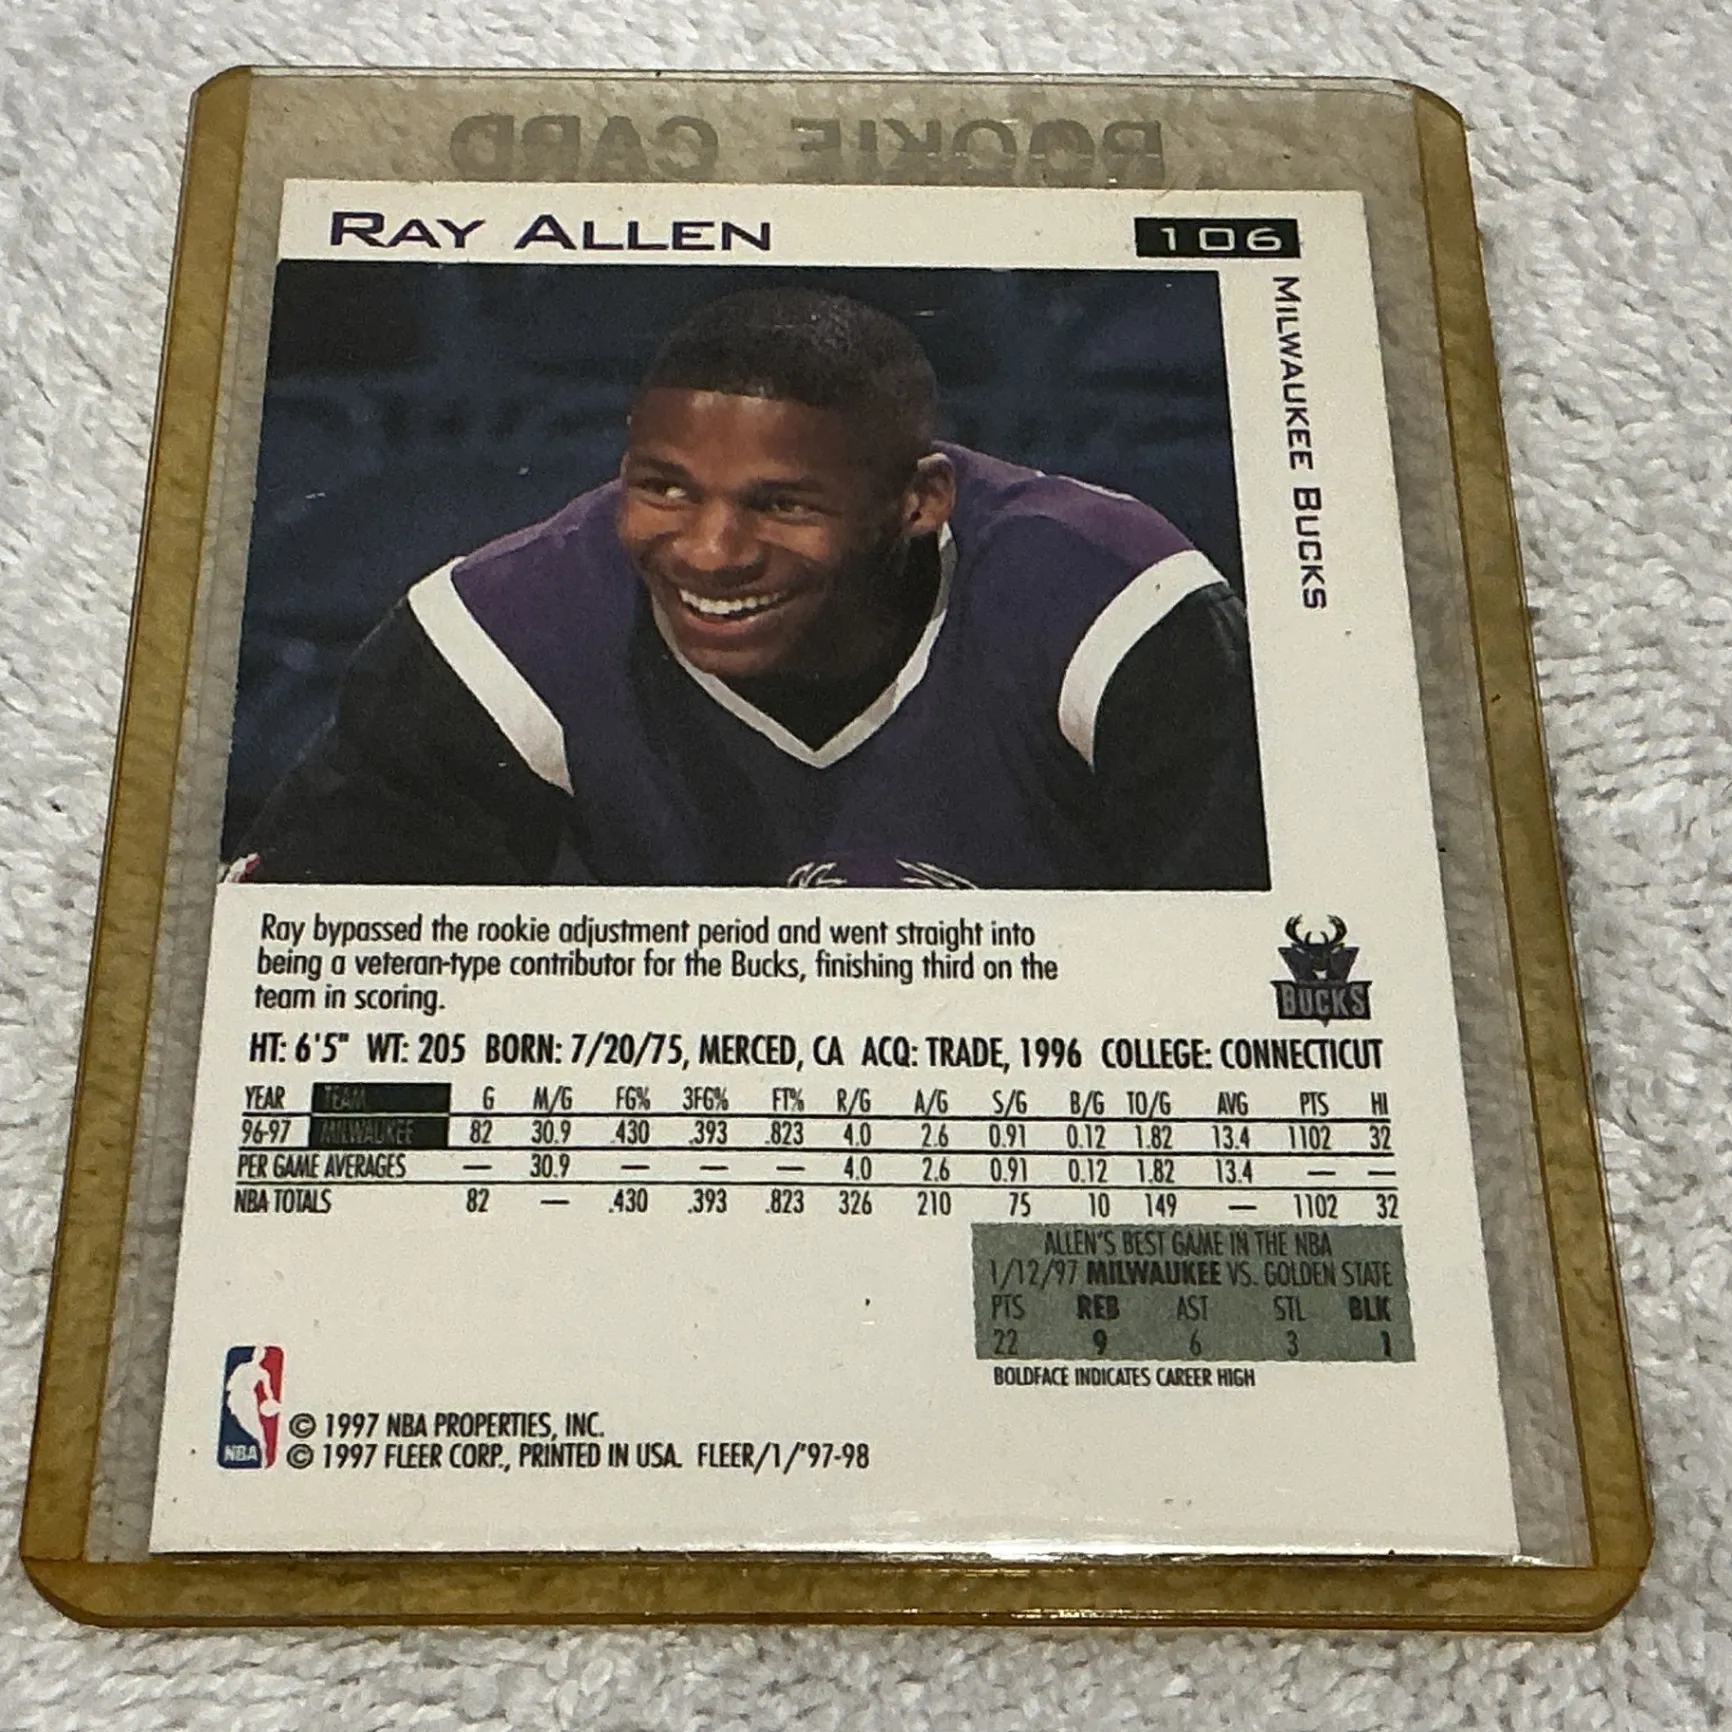 ROOKIE CARD
RAY ALLEN
106
MILWAUKEE BUCKS
Ray bypassed the rookie adjustment period and went straight into
being a veteran-type contributor for the Bucks, finishing third on the
team in scoring.
BUCKS
HT: 6'5" WT: 205 BORN: 7/20/75, MERCED, CA ACQ: TRADE, 1996 COLLEGE: CONNECTICUT
YEAR TEAM G M/G FG% 3FG% FT% R/G A/G S/G B/G TO/G AVG PTS HI
96-97 MILWAUKEE 82 30.9 .430 .393 .823 4.0 2.6 0.91 0.12 1.82 13.4 1102 32
PER GAME AVERAGES — 30.9 — — — 4.0 2.6 0.91 0.12 1.82 13.4 — —
NBA TOTALS 82 — .430 .393 .823 326 210 75 10 149 — 1102 32
ALLEN'S BEST GAME IN THE NBA
1/12/97 MILWAUKEE VS. GOLDEN STATE
PTS REB AST STL BLK
22 9 6 3 1
BOLDFACE INDICATES CAREER HIGH
NBA
© 1997 NBA PROPERTIES, INC.
© 1997 FLEER CORP., PRINTED IN USA. FLEER/1/'97-98